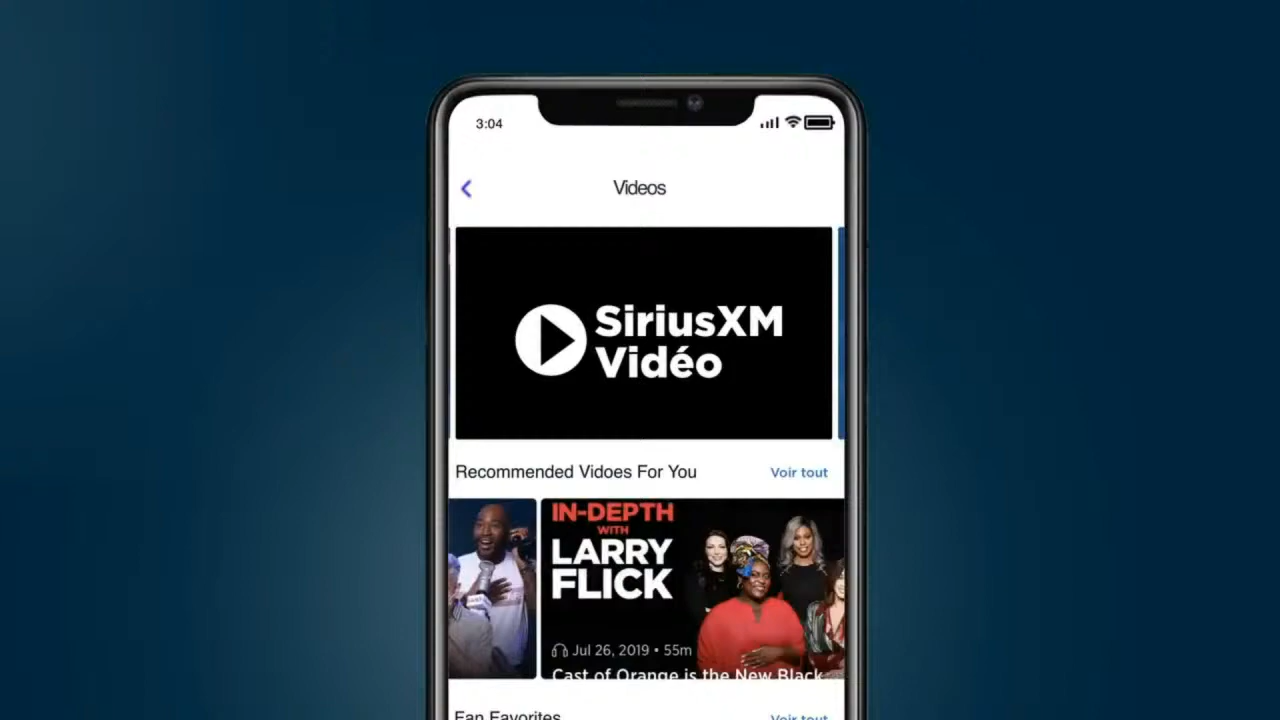 3:04
Videos
SiriusXM
Vidéo
Recommended Vidoes For You
Voir tout
IN-DEPTH
WITH
LARRY
FLICK
Jul 26, 2019 • 55m
Cast of Orange is the New Black
Fan Favorites
Voir tout